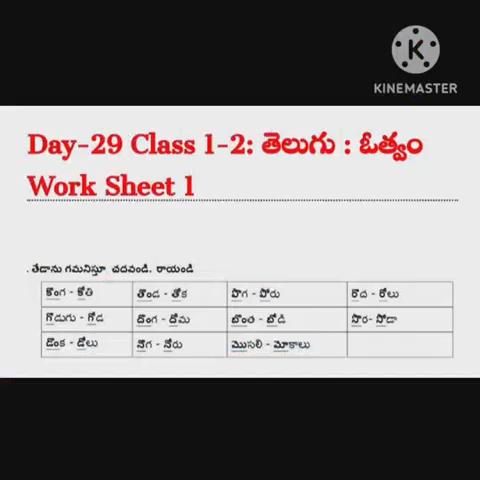 KINEMASTER
Day-29 Class 1-2: తెలుగు : ఓత్వం
Work Sheet 1
. తేడాను గమనిస్తూ చదవండి. రాయండి
కొంగ - కోతి తొండ - తోక పొగ - పోరు రొద - రోలు
గొడుగు - గోడ దొంగ - దోమ బొంత - బోడి సొర- సోడా
డొంక - డోలు నొగ - నోరు మొసలి - మోకాలు